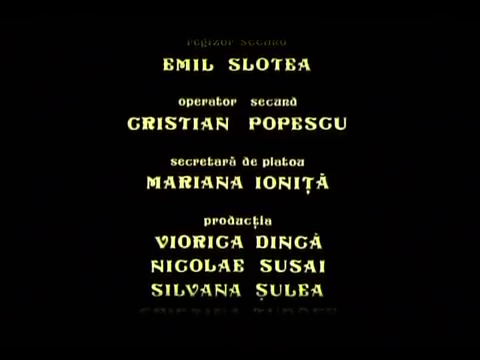 regizor secund
EMIL SLOTEA
operator secund
CRISTIAN POPESCU
secretară de platou
MARIANA IONIȚĂ
producția
VIORICA DINCĂ
NICOLAE SUSAI
SILVANA ȘULEA